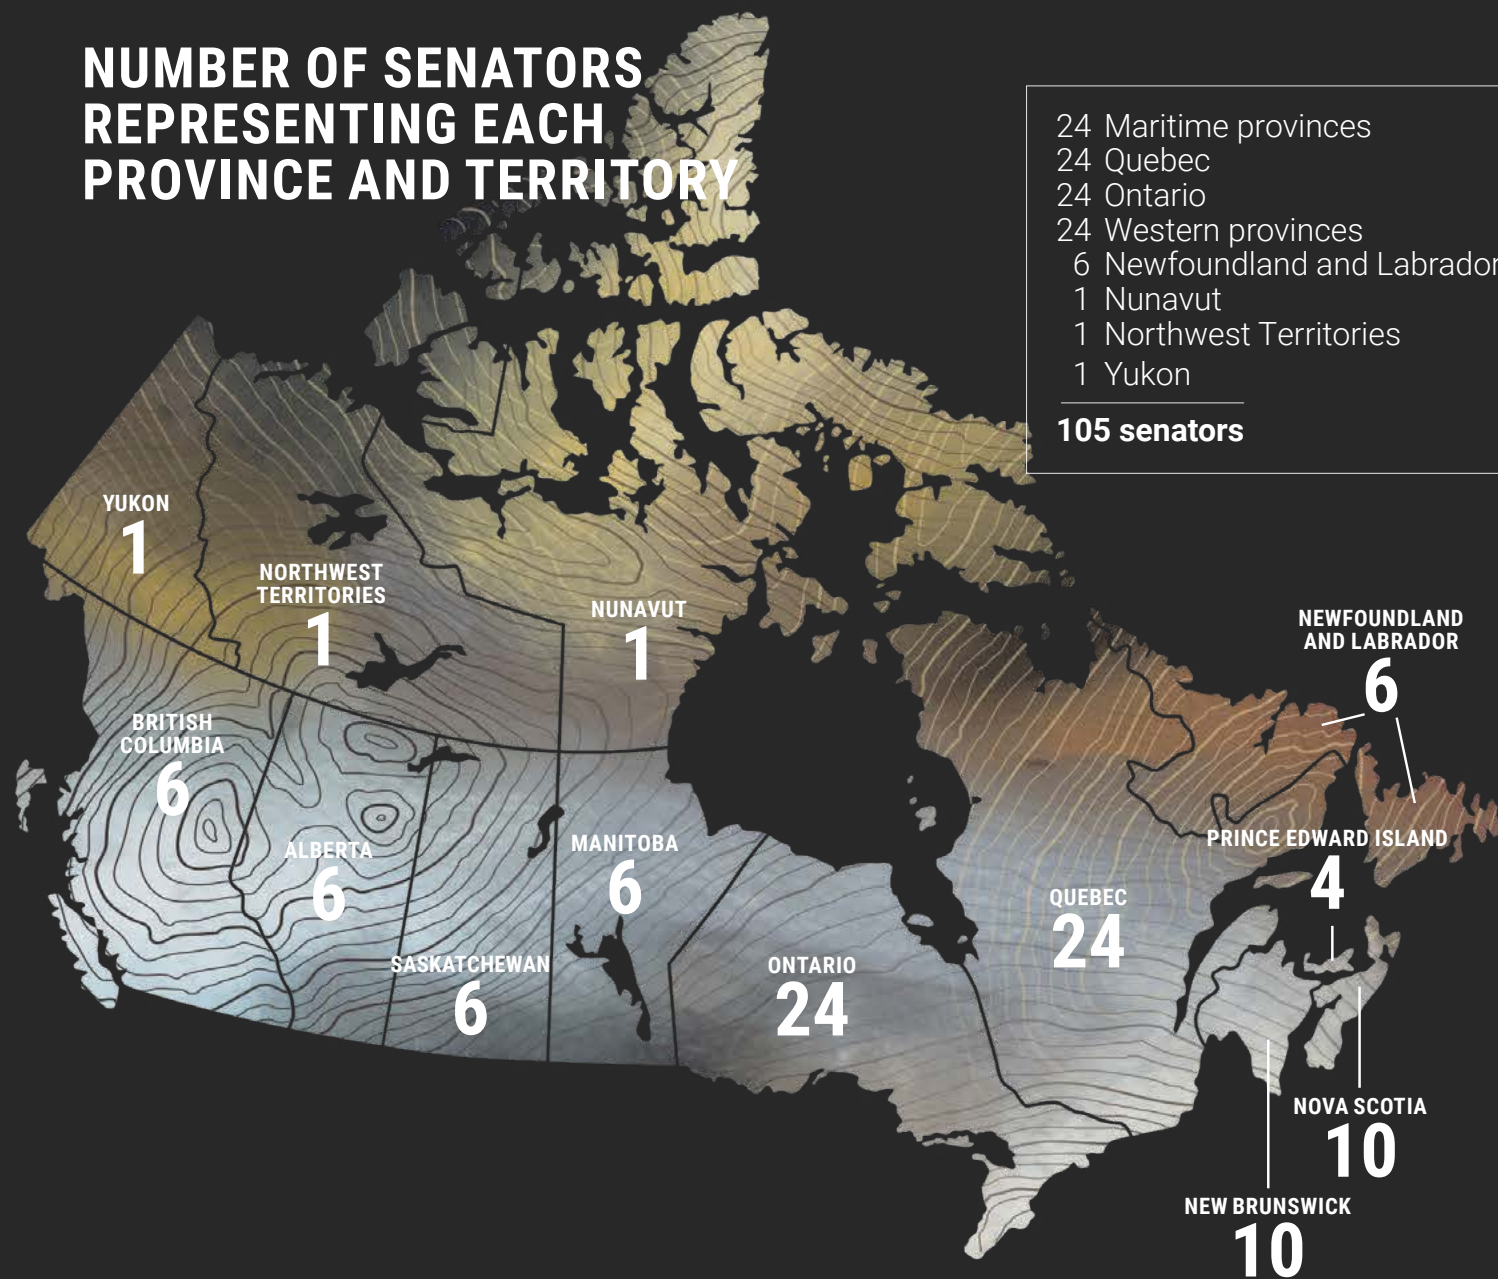 NUMBER OF SENATORS
REPRESENTING EACH
PROVINCE AND TERRITORY
24 Maritime provinces
24 Quebec
24 Ontario
24 Western provinces
6 Newfoundland and Labrador
1 Nunavut
1 Northwest Territories
1 Yukon
105 senators
YUKON
1
NORTHWEST
TERRITORIES
1
NUNAVUT
1
NEWFOUNDLAND
AND LABRADOR
6
BRITISH
COLUMBIA
6
ALBERTA
6
MANITOBA
6
PRINCE EDWARD ISLAND
4
QUEBEC
24
SASKATCHEWAN
6
ONTARIO
24
NOVA SCOTIA
10
NEW BRUNSWICK
10